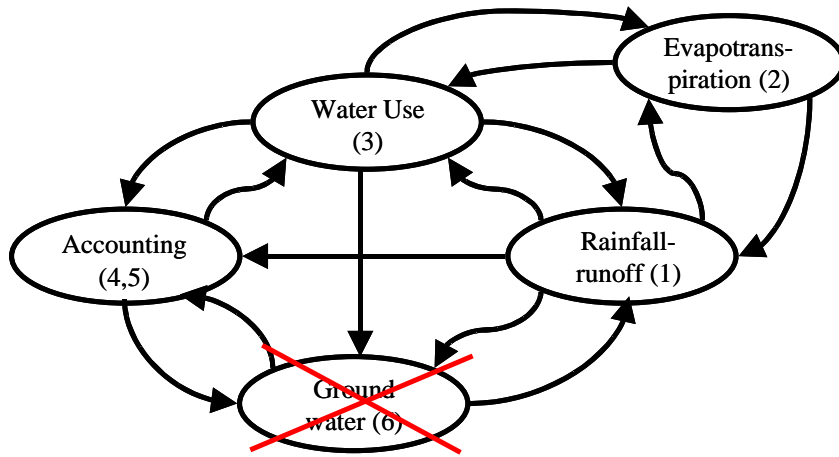 Evapotrans-
piration (2)
Water Use
(3)
Accounting
(4,5)
Rainfall-
runoff (1)
Ground
water (6)